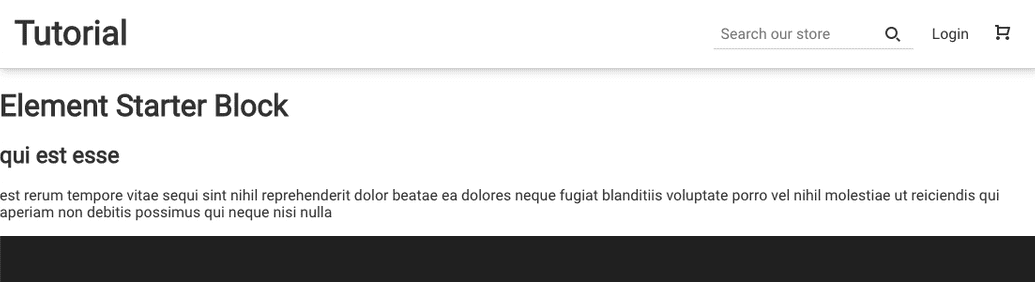 Tutorial
Search our store
Login
Element Starter Block
qui est esse
est rerum tempore vitae sequi sint nihil reprehenderit dolor beatae ea dolores neque fugiat blanditiis voluptate porro vel nihil molestiae ut reiciendis qui
aperiam non debitis possimus qui neque nisi nulla